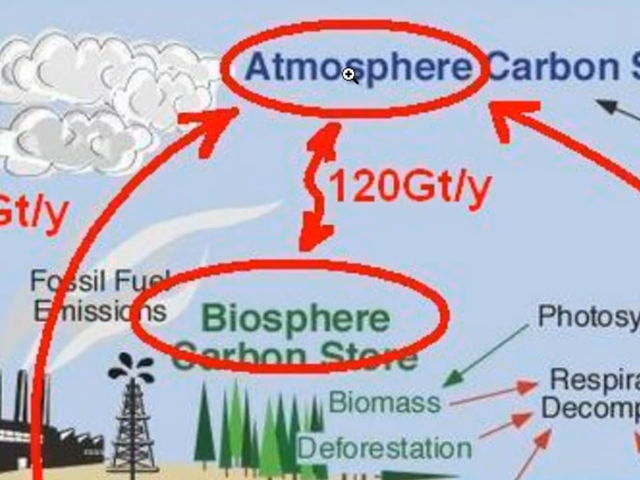 Atmosphere Carbon S
120Gt/y
Gt/y
Fossil Fuel
Emissions
Biosphere
Carbon Store
Photosy
Biomass
Respira
Decomp
Deforestation